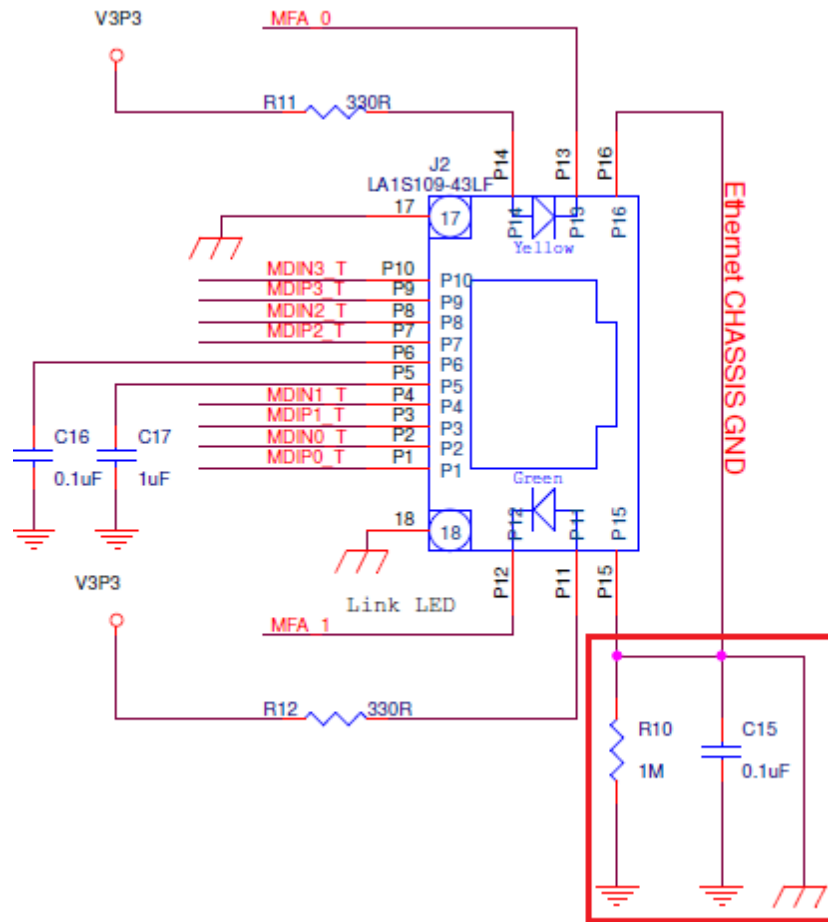 V3P3
MFA_0
R11
330R
P14
P13
P16
J2
LA1S109-43LF
17
17
P14
P13
P16
Yellow
Ethernet CHASSIS GND
MDIN3_T
P10
P10
MDIP3_T
P9
P9
MDIN2_T
P8
P8
MDIP2_T
P7
P7
P6
P6
P5
P5
MDIN1_T
P4
P4
MDIP1_T
P3
P3
MDIN0_T
P2
P2
MDIP0_T
P1
P1
C16
0.1uF
C17
1uF
Green
18
18
P12
P11
P15
P12
P11
P15
V3P3
Link LED
MFA_1
R12
330R
R10
1M
C15
0.1uF